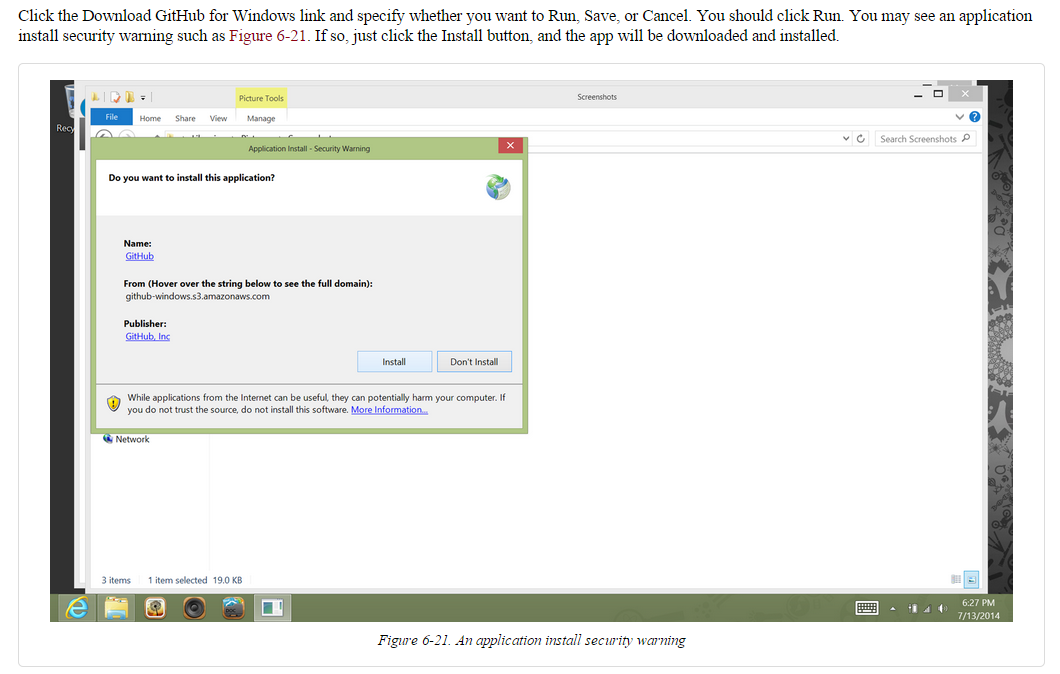 Click the Download GitHub for Windows link and specify whether you want to Run, Save, or Cancel. You should click Run. You may see an application
install security warning such as Figure 6-21. If so, just click the Install button, and the app will be downloaded and installed.
Picture Tools
Screenshots
File Home Share View Manage
Search Screenshots
Recy
Application Install - Security Warning
Do you want to install this application?
Name:
GitHub
From (Hover over the string below to see the full domain):
github-windows.s3.amazonaws.com
Publisher:
GitHub, Inc
Install Don't Install
While applications from the Internet can be useful, they can potentially harm your computer. If
you do not trust the source, do not install this software. More Information...
Network
3 items 1 item selected 19.0 KB
6:27 PM
7/13/2014
Figure 6-21. An application install security warning